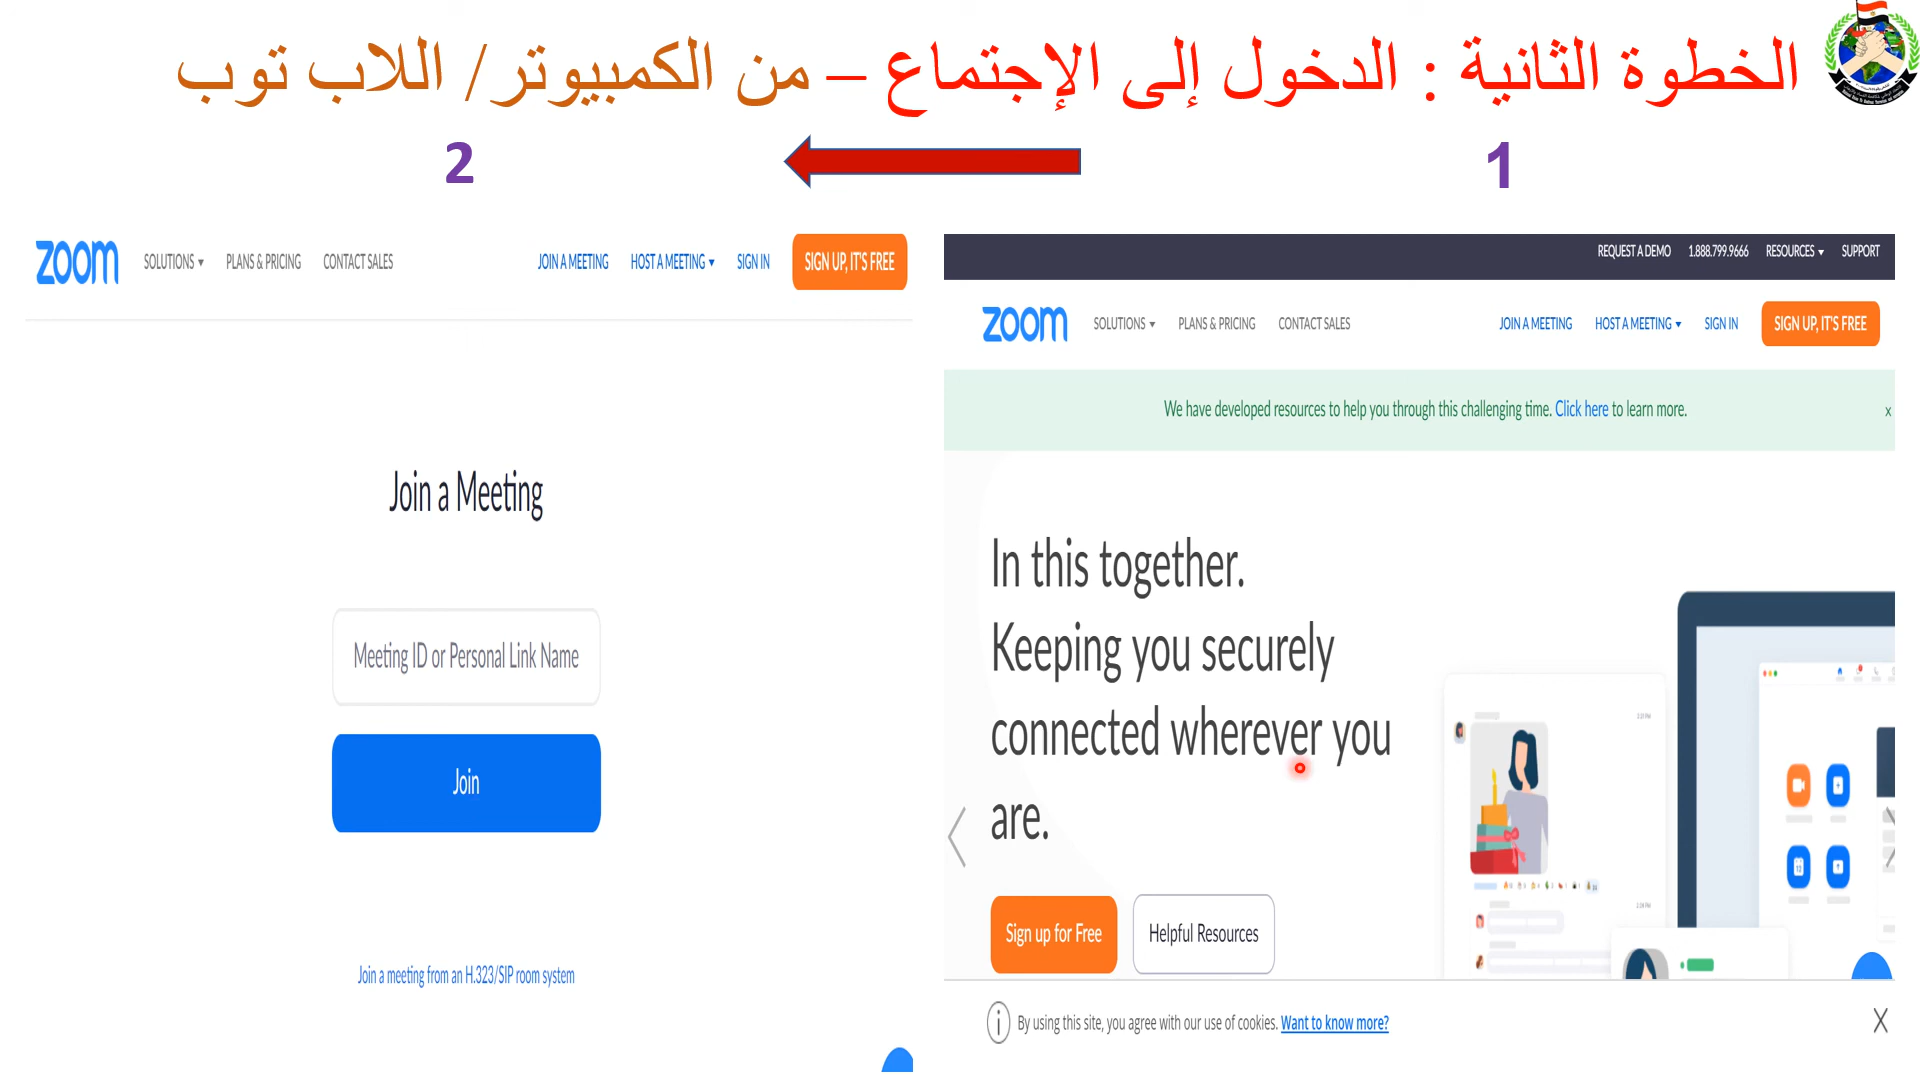 الخطوة الثانية : الدخول إلى الإجتماع – من الكمبيوتر / اللاب توب
1
2
REQUEST A DEMO 1.888.799.9666 RESOURCES SUPPORT
zoom SOLUTIONS PLANS & PRICING CONTACT SALES JOIN A MEETING HOST A MEETING SIGN IN SIGN UP, IT'S FREE
We have developed resources to help you through this challenging time. Click here to learn more. x
In this together.
Keeping you securely
connected wherever you
are.
Sign up for Free Helpful Resources
By using this site, you agree with our use of cookies. Want to know more? X
zoom SOLUTIONS PLANS & PRICING CONTACT SALES JOIN A MEETING HOST A MEETING SIGN IN SIGN UP, IT'S FREE
Join a Meeting
Meeting ID or Personal Link Name
Join
Join a meeting from an H.323/SIP room system